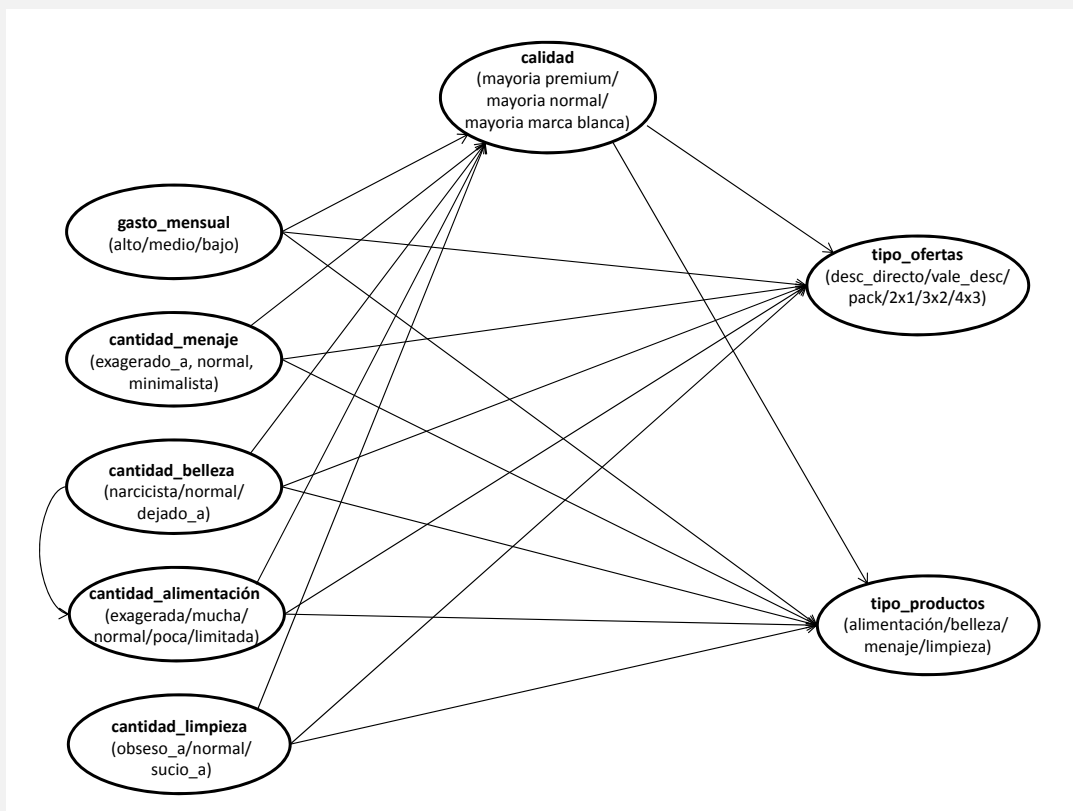 calidad
(mayoria premium/
mayoria normal/
mayoria marca blanca)
gasto_mensual
(alto/medio/bajo)
tipo_ofertas
(desc_directo/vale_desc/
pack/2x1/3x2/4x3)
cantidad_menaje
(exagerado_a, normal,
minimalista)
cantidad_belleza
(narcicista/normal/
dejado_a)
cantidad_alimentación
(exagerada/mucha/
normal/poca/limitada)
tipo_productos
(alimentación/belleza/
menaje/limpieza)
cantidad_limpieza
(obseso_a/normal/
sucio_a)